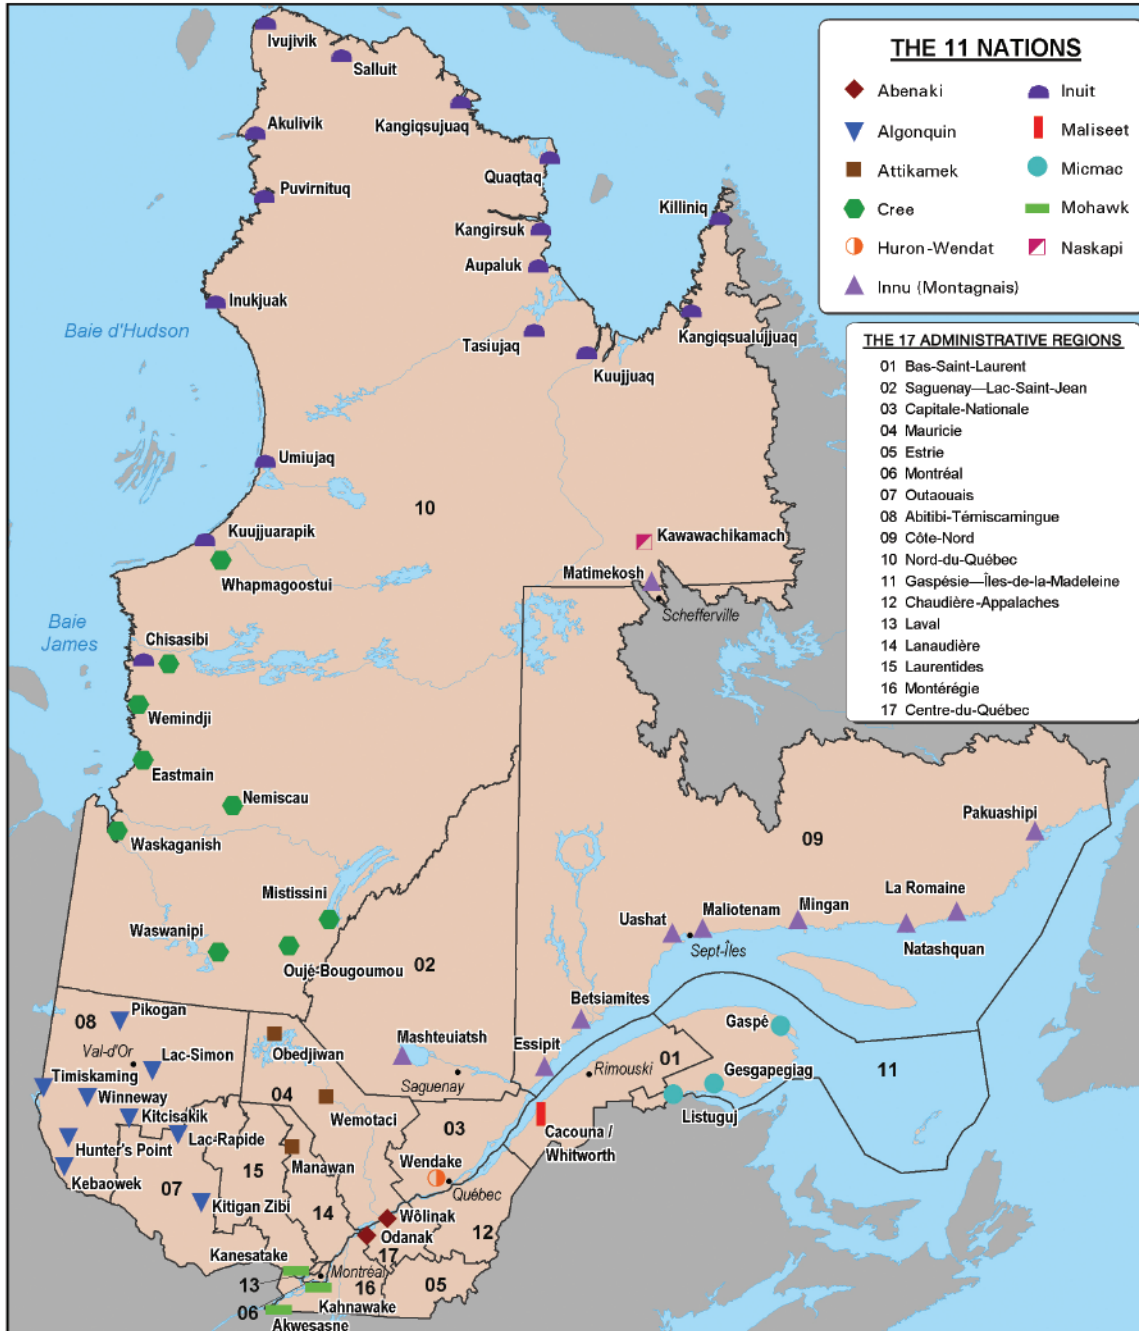 THE 11 NATIONS
Abenaki
Algonquin
Attikamek
Cree
Huron-Wendat
Innu (Montagnais)
Inuit
Maliseet
Micmac
Mohawk
Naskapi
THE 17 ADMINISTRATIVE REGIONS
01 Bas-Saint-Laurent
02 Saguenay—Lac-Saint-Jean
03 Capitale-Nationale
04 Mauricie
05 Estrie
06 Montréal
07 Outaouais
08 Abitibi-Témiscamingue
09 Côte-Nord
10 Nord-du-Québec
11 Gaspésie—Îles-de-la-Madeleine
12 Chaudière-Appalaches
13 Laval
14 Lanaudière
15 Laurentides
16 Montérégie
17 Centre-du-Québec
Ivujivik
Salluit
Kangiqsujuaq
Akulivik
Quaqtaq
Puvirnituq
Killiniq
Kangirsuk
Aupaluk
Inukjuak
Baie d'Hudson
Tasiujaq
Kangiqsualujjuaq
Kuujjuaq
Umiujaq
10
Kuujjuarapik
Kawawachikamach
Whapmagoostui
Matimekosh
Schefferville
Baie
James
Chisasibi
Wemindji
Eastmain
Nemiscau
Waskaganish
Pakuashipi
09
Mistissini
La Romaine
Mingan
Maliotenam
Uashat
Sept-Îles
Natashquan
Waswanipi
Oujé-Bougoumou
02
Betsiamites
Pikogan
08
Gaspé
Val-d'Or
Obedjiwan
Mashteuiatsh
Essipit
01
Rimouski
Lac-Simon
Saguenay
Gesgapegiag
11
Timiskaming
Winneway
04
Kitcisakik
Wemotaci
Listuguj
Cacouna /
Whitworth
03
Hunter's Point
Lac-Rapide
Manawan
Wendake
15
Kebaowek
07
Québec
Kitigan Zibi
14
Wôlinak
Odanak
12
17
Kanesatake
Montréal
13
16
05
06
Kahnawake
Akwesasne